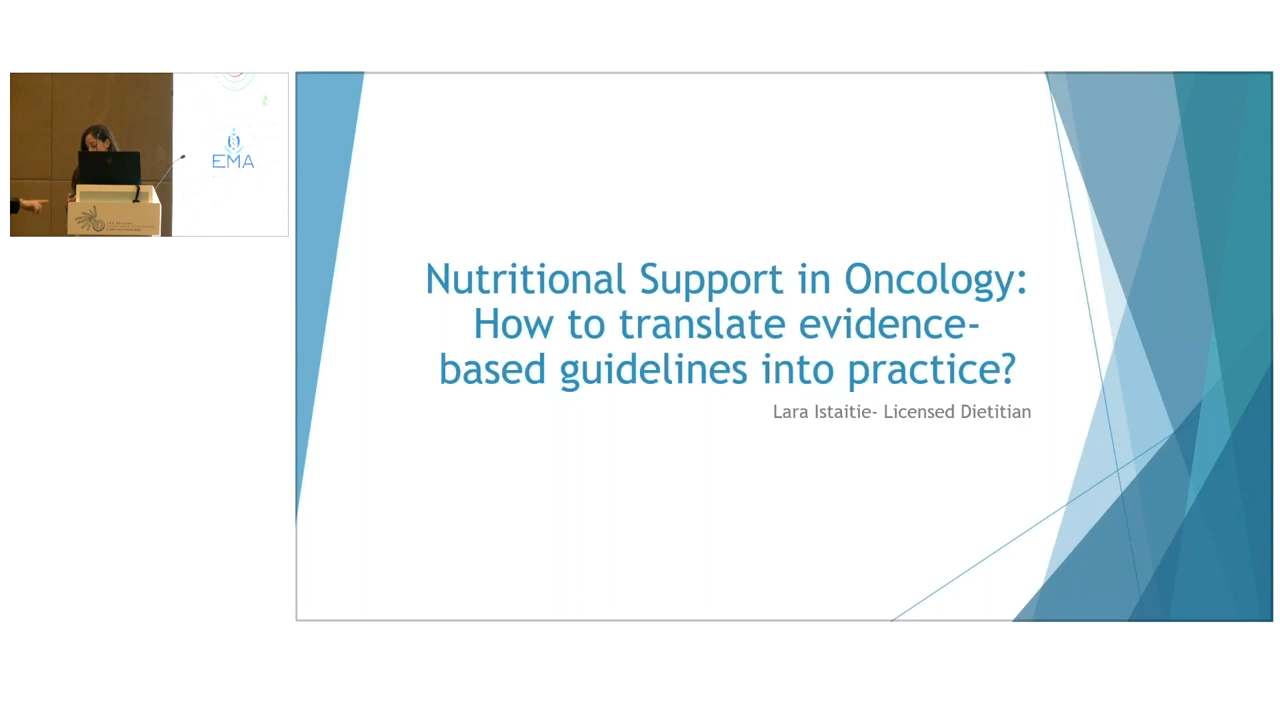 EMA
Nutritional Support in Oncology:
How to translate evidence-
based guidelines into practice?
Lara Istaitie- Licensed Dietitian